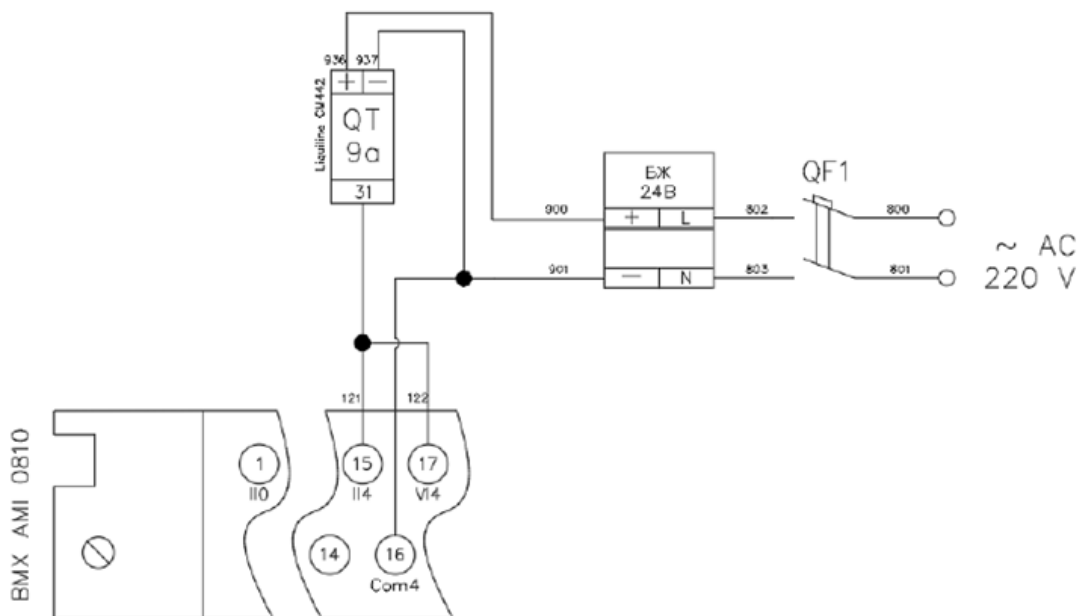 936 937
+ −
Liquiline CM442
QT
9a
31
БЖ
24В
QF1
900
+ L
802
800
~ AC
220 V
901
− N
803
801
121
122
BMX AMI 0810
1
II0
15
II4
17
VI4
14
16
Com4